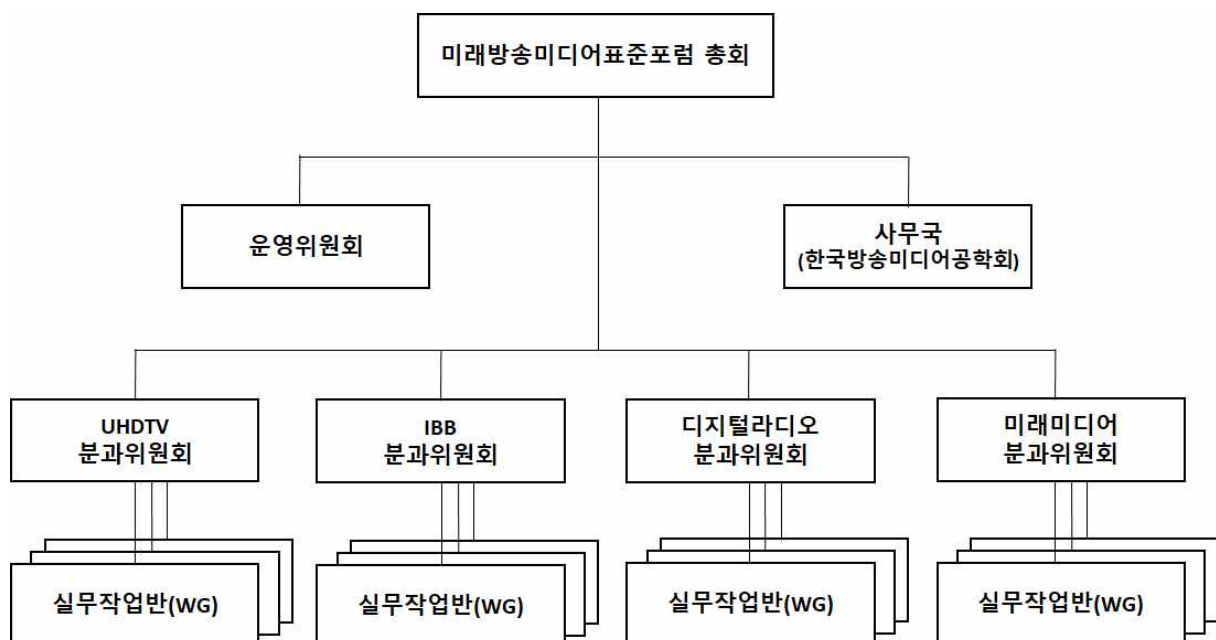 미래방송미디어표준포럼 총회
운영위원회
사무국
(한국방송미디어공학회)
UHDTV
분과위원회
IBB
분과위원회
디지털라디오
분과위원회
미래미디어
분과위원회
실무작업반(WG)
실무작업반(WG)
실무작업반(WG)
실무작업반(WG)